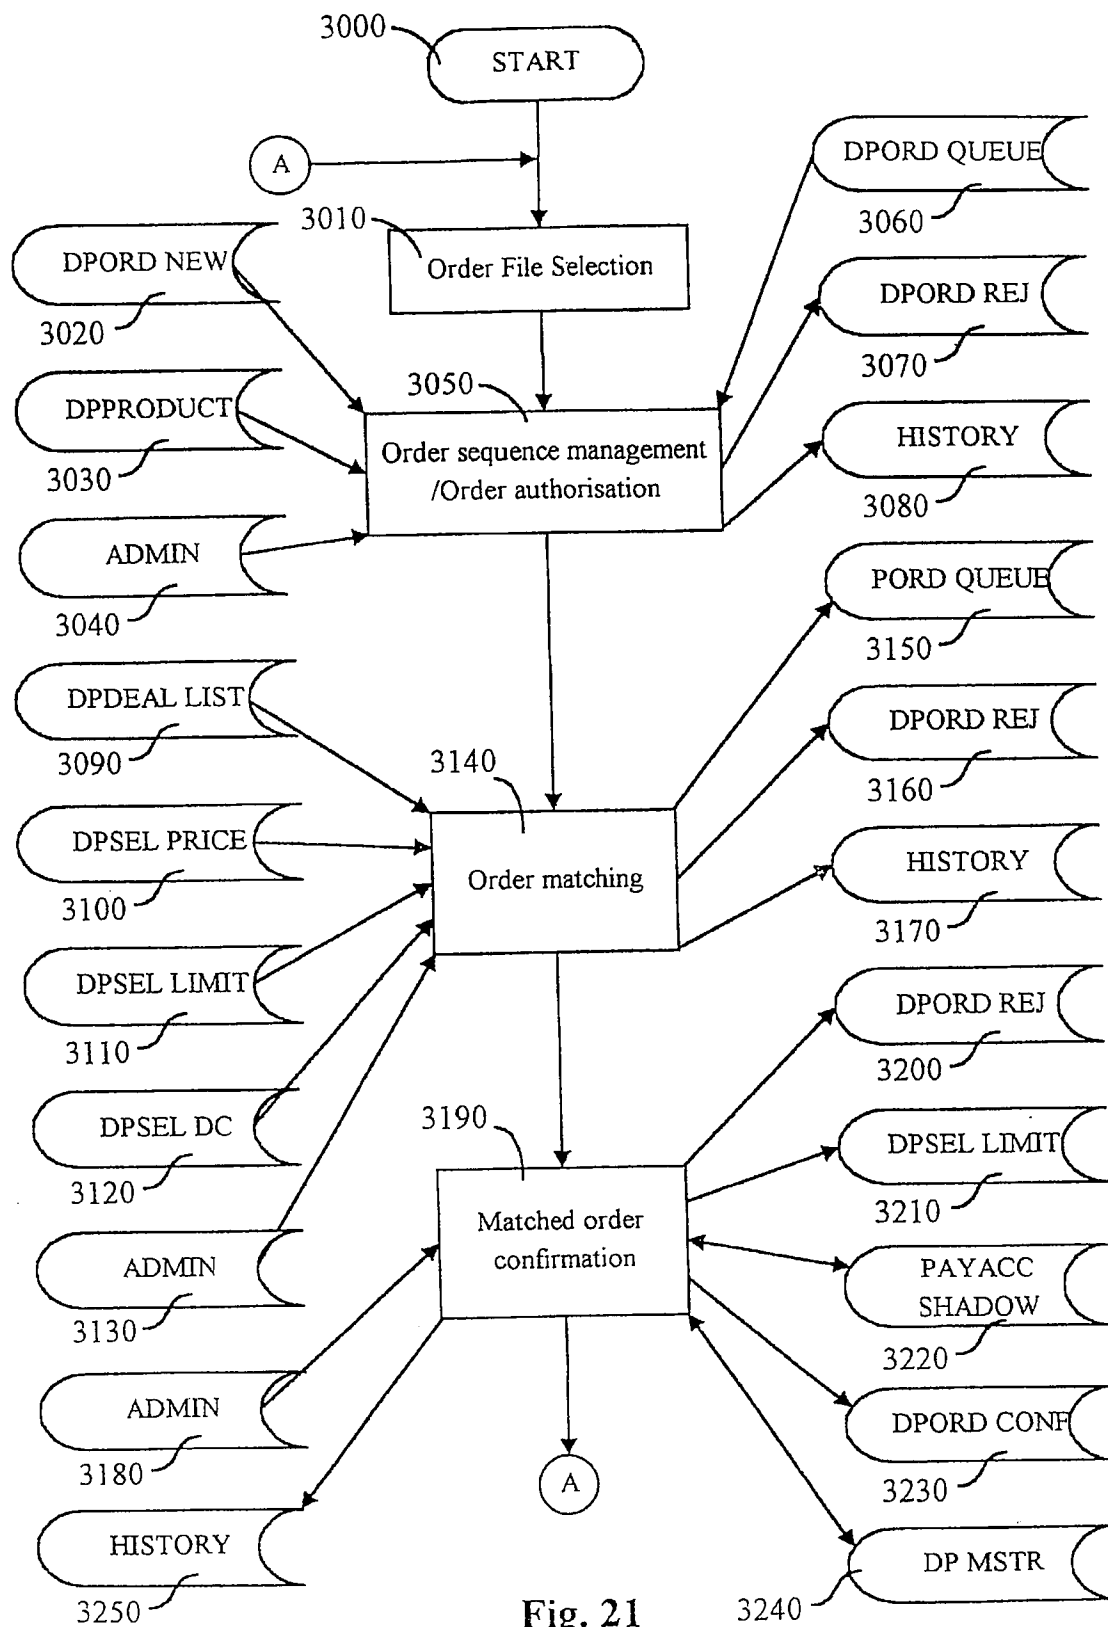 3000
START
A
DPORD QUEUE
3060
3010
Order File Selection
DPORD NEW
3020
DPORD REJ
3070
3050
DPPRODUCT
3030
Order sequence management
/Order authorisation
HISTORY
3080
ADMIN
3040
PORD QUEUE
3150
DPDEAL LIST
3090
DPORD REJ
3160
3140
DPSEL PRICE
3100
Order matching
HISTORY
3170
DPSEL LIMIT
3110
DPORD REJ
3200
DPSEL DC
3120
3190
DPSEL LIMIT
3210
Matched order
confirmation
ADMIN
3130
PAYACC
SHADOW
3220
ADMIN
3180
DPORD CONF
3230
A
HISTORY
3250
DP MSTR
3240
Fig. 21